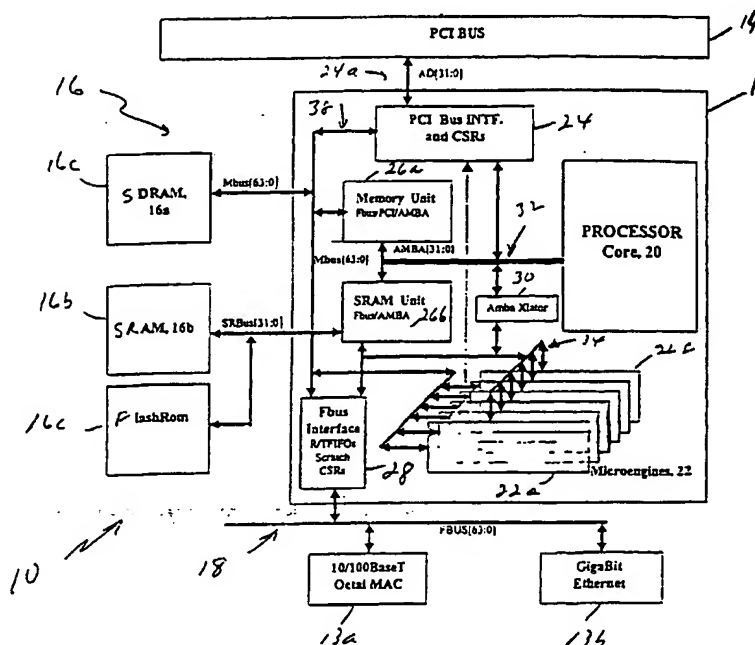 PCI BUS
14
24a
AD[31:0]
16
38
PCI Bus INTF.
and CSRs
24
16c
SDRAM,
16a
Mbus[63:0]
26a
Memory Unit
Fbus PCI/AMBA
32
PROCESSOR
Core, 20
Mbus[63:0]
AMBA[31:0]
30
Amba Xlator
16b
SRAM, 16b
SRBus[31:0]
SRAM Unit
Fbus/AMBA
26b
34
16c
FlashRom
Fbus
Interface
R/TFIFOs
Scratch
CSRs
28
22a
Microengines, 22
10
18
FBUS[63:0]
10/100BaseT
Octal MAC
GigaBit
Ethernet
13a
13b